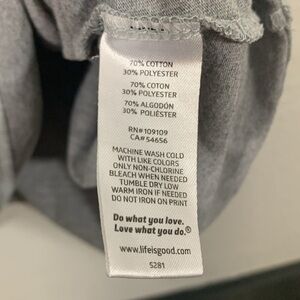 70% COTTON
30% POLYESTER
70% COTON
30% POLYESTER
70% ALGODÓN
30% POLIÉSTER
RN#109109
CA#54656
MACHINE WASH COLD
WITH LIKE COLORS
ONLY NON-CHLORINE
BLEACH WHEN NEEDED
TUMBLE DRY LOW
WARM IRON IF NEEDED
DO NOT IRON ON PRINT
Do what you love.
Love what you do.®
www.lifeisgood.com
S281